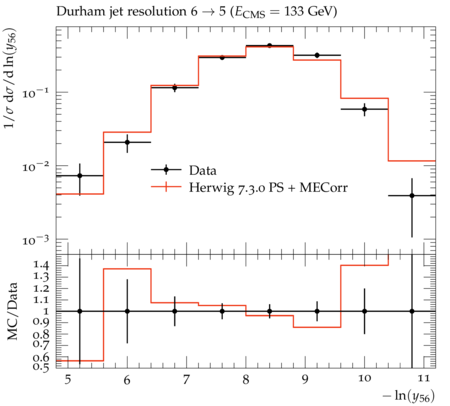 Durham jet resolution 6 → 5 (E_CMS = 133 GeV)
1/σ dσ/d ln(y_56)
10^−1
10^−2
10^−3
Data
Herwig 7.3.0 PS + MECorr
MC/Data
1.4
1.3
1.2
1.1
1
0.9
0.8
0.7
0.6
0.5
5 6 7 8 9 10 11
− ln(y_56)